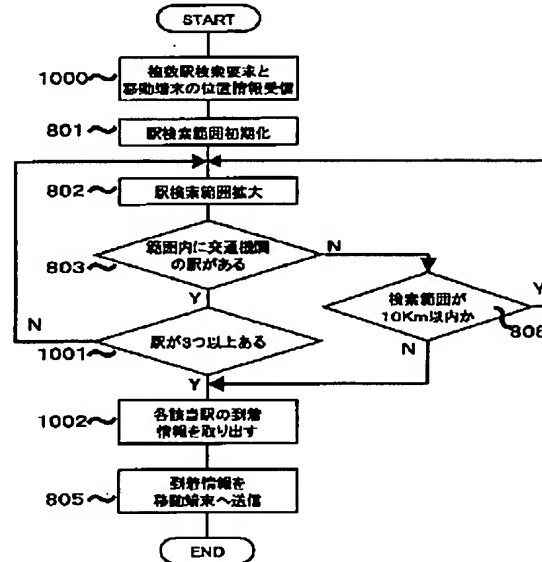 START
1000
複数駅検索要求と
移動端末の位置情報受信
801
駅検索範囲初期化
802
駅検索範囲拡大
803
範囲内に交通機関
の駅がある
N
Y
検索範囲が
10Km以内か
Y
806
N
N
1001
駅が3つ以上ある
Y
1002
各該当駅の到着
情報を取り出す
805
到着情報を
移動端末へ送信
END